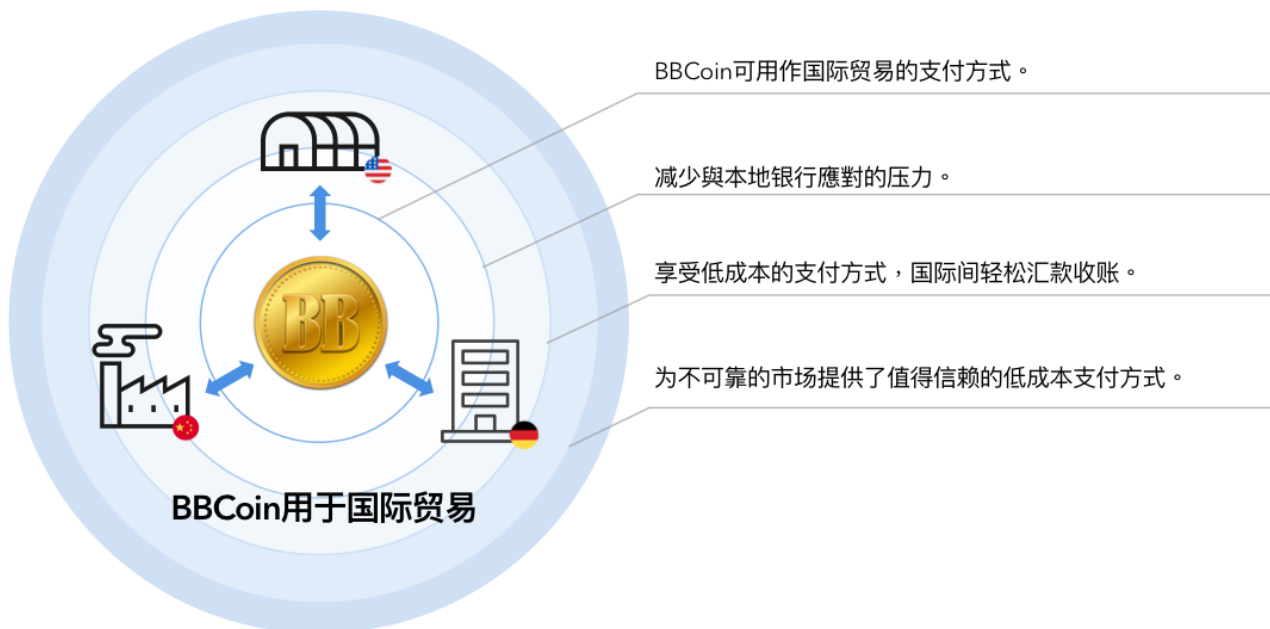 BBCoin可用作国际贸易的支付方式。
减少與本地银行應對的压力。
享受低成本的支付方式，国际间轻松汇款收账。
为不可靠的市场提供了值得信赖的低成本支付方式。
BB
BBCoin用于国际贸易